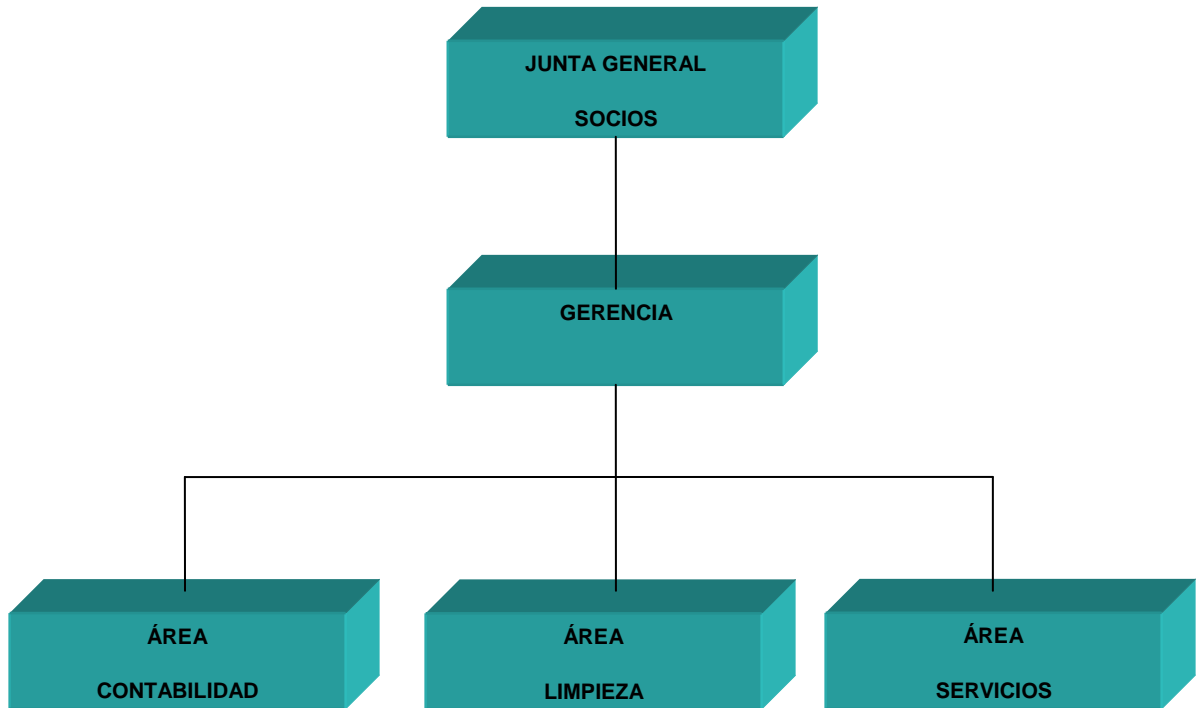 JUNTA GENERAL
SOCIOS
GERENCIA
ÁREA
CONTABILIDAD
ÁREA
LIMPIEZA
ÁREA
SERVICIOS